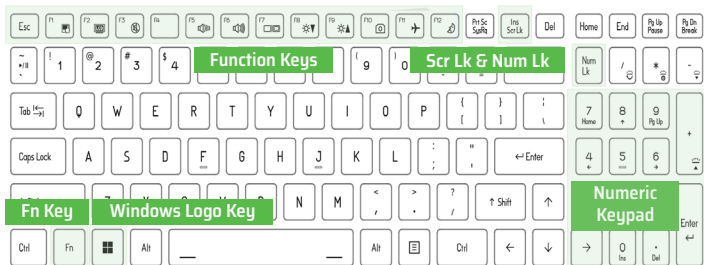 Esc F1 F2 F3 F4 F5 F6 F7 F8 F9 F10 F11 F12 Prt Sc SysRq Ins Scr Lk Del Home End Pg Up Pause Pg Dn Break
~ ` ! 1 @ 2 # 3 $ 4 ( 9 ) 0 Num Lk / * -
Function Keys Scr Lk & Num Lk
Tab Q W E R T Y U I O P { [ } ] ¦ \ 7 Home 8 ↑ 9 Pg Up +
Caps Lock A S D F G H J K L : ; " ' ↵ Enter 4 ← 5 6 →
N M < , > . ? / ↑ Shift ↑ Enter ↵
Fn Key Windows Logo Key Numeric Keypad
Ctrl Fn Alt Alt Ctrl ← ↓ → 0 Ins . Del